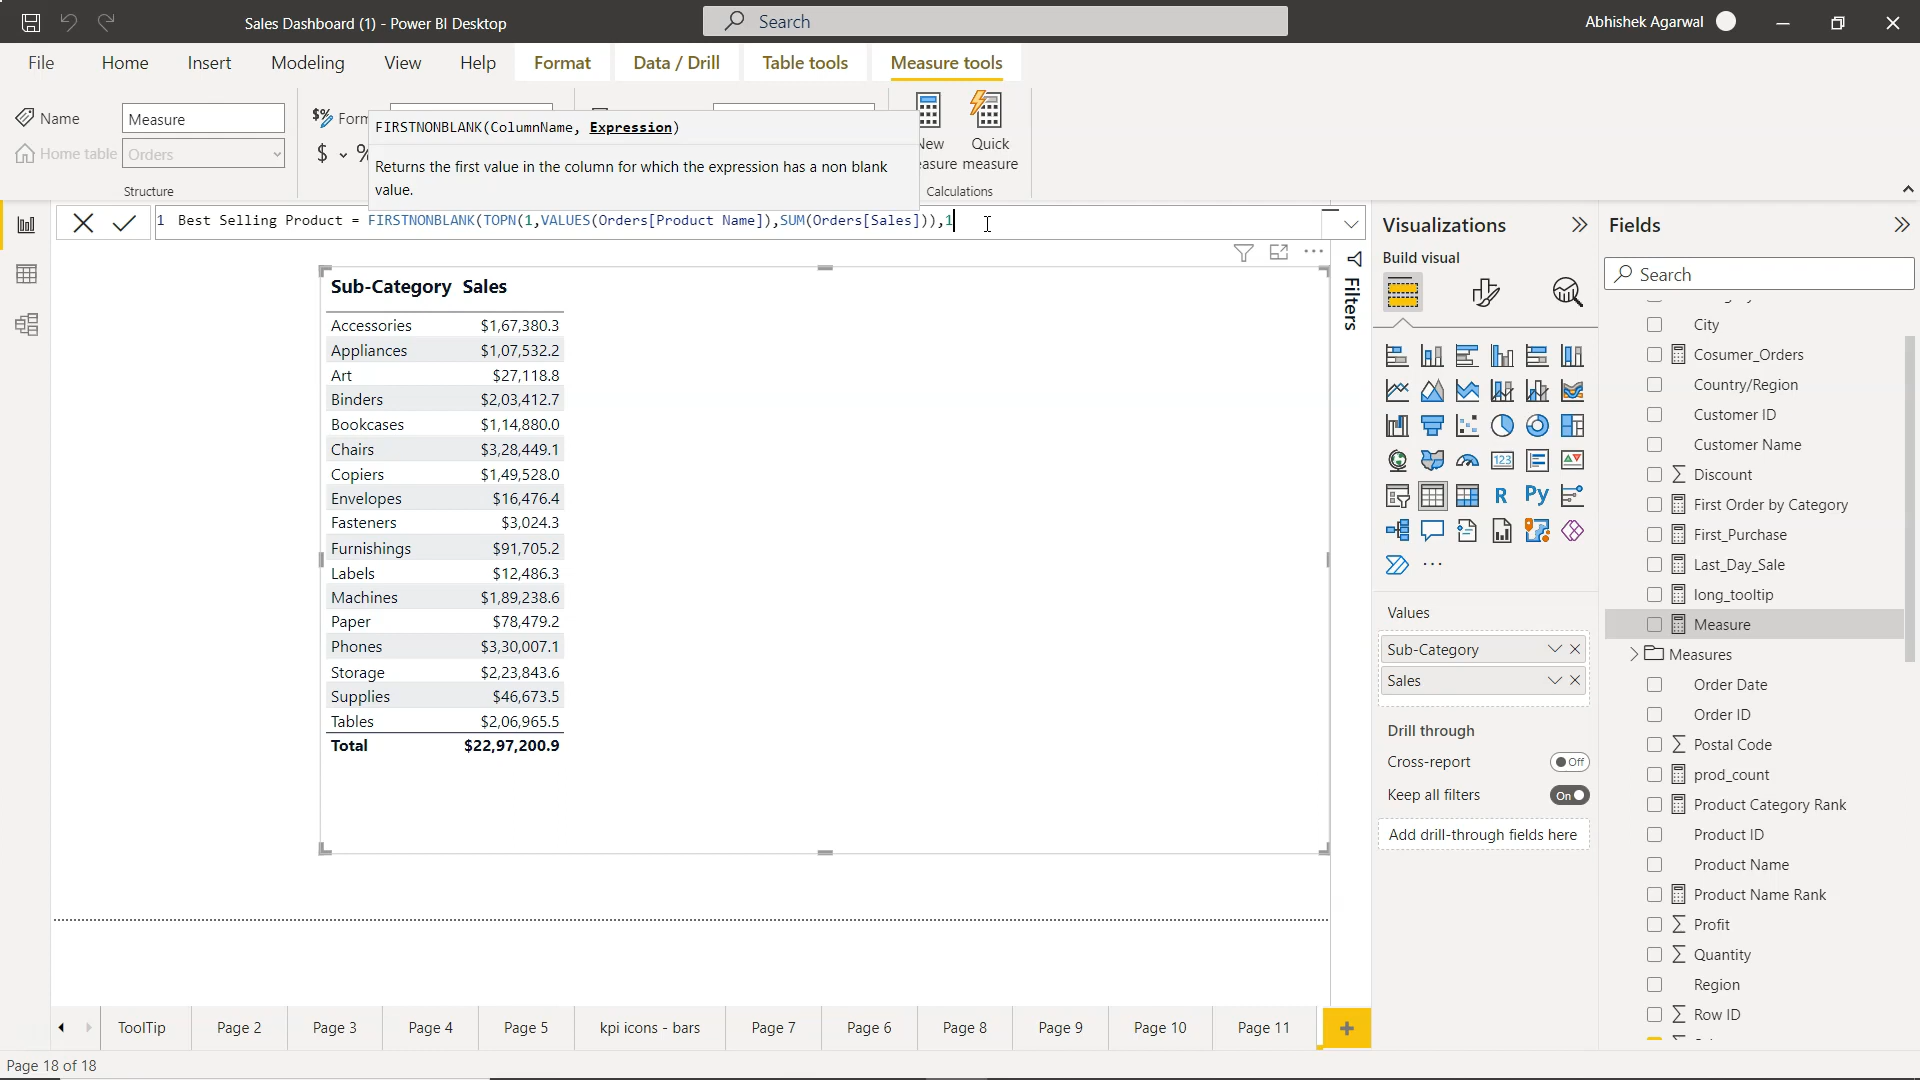 Sales Dashboard (1) - Power BI Desktop
Search
Abhishek Agarwal
File Home Insert Modeling View Help Format Data / Drill Table tools Measure tools
Name Measure
Home table Orders
Structure
$ %
FIRSTNONBLANK(ColumnName, Expression)
Returns the first value in the column for which the expression has a non blank
value.
Quick
measure
Calculations
1 Best Selling Product = FIRSTNONBLANK(TOPN(1,VALUES(Orders[Product Name]),SUM(Orders[Sales])),1
Sub-Category Sales
Accessories $1,67,380.3
Appliances $1,07,532.2
Art $27,118.8
Binders $2,03,412.7
Bookcases $1,14,880.0
Chairs $3,28,449.1
Copiers $1,49,528.0
Envelopes $16,476.4
Fasteners $3,024.3
Furnishings $91,705.2
Labels $12,486.3
Machines $1,89,238.6
Paper $78,479.2
Phones $3,30,007.1
Storage $2,23,843.6
Supplies $46,673.5
Tables $2,06,965.5
Total $22,97,200.9
Filters
Visualizations
Build visual
123
R Py
Values
Sub-Category
Sales
Drill through
Cross-report Off
Keep all filters On
Add drill-through fields here
Fields
Search
City
Cosumer_Orders
Country/Region
Customer ID
Customer Name
Discount
First Order by Category
First_Purchase
Last_Day_Sale
long_tooltip
Measure
Measures
Order Date
Order ID
Postal Code
prod_count
Product Category Rank
Product ID
Product Name
Product Name Rank
Profit
Quantity
Region
Row ID
ToolTip Page 2 Page 3 Page 4 Page 5 kpi icons - bars Page 7 Page 6 Page 8 Page 9 Page 10 Page 11
Page 18 of 18